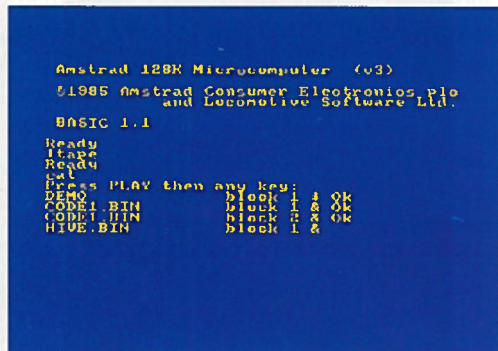 Amstrad 128K Microcomputer (v3)
©1985 Amstrad Consumer Electronics plc
and Locomotive Software Ltd.
BASIC 1.1
Ready
|tape
Ready
cat
Press PLAY then any key:
DEMO block 1 $ Ok
CODE1.BIN block 1 & Ok
CODE1.BIN block 2 & Ok
HIVE.BIN block 1 &